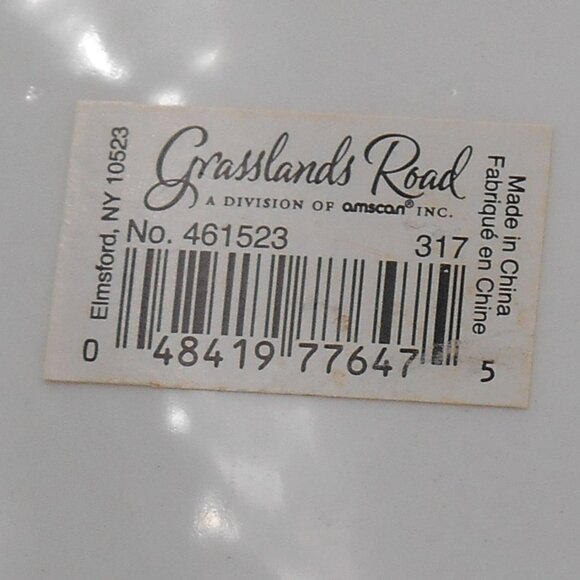 Grasslands Road
A DIVISION OF amscan® INC.
Elmsford, NY 10523
No. 461523 317
0 48419 77647 5
Made in China
Fabriqué en Chine